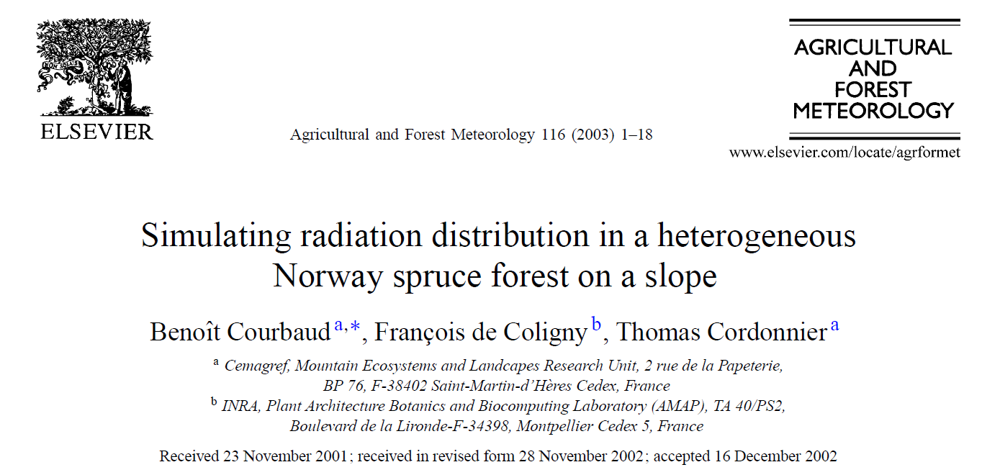 NON SOLUS
ELSEVIER
AGRICULTURAL
AND
FOREST
METEOROLOGY
Agricultural and Forest Meteorology 116 (2003) 1–18
www.elsevier.com/locate/agrformet
Simulating radiation distribution in a heterogeneous
Norway spruce forest on a slope
Benoît Courbaud a,*, François de Coligny b, Thomas Cordonnier a
a Cemagref, Mountain Ecosystems and Landcapes Research Unit, 2 rue de la Papeterie,
BP 76, F-38402 Saint-Martin-d’Hères Cedex, France
b INRA, Plant Architecture Botanics and Biocomputing Laboratory (AMAP), TA 40/PS2,
Boulevard de la Lironde-F-34398, Montpellier Cedex 5, France
Received 23 November 2001; received in revised form 28 November 2002; accepted 16 December 2002